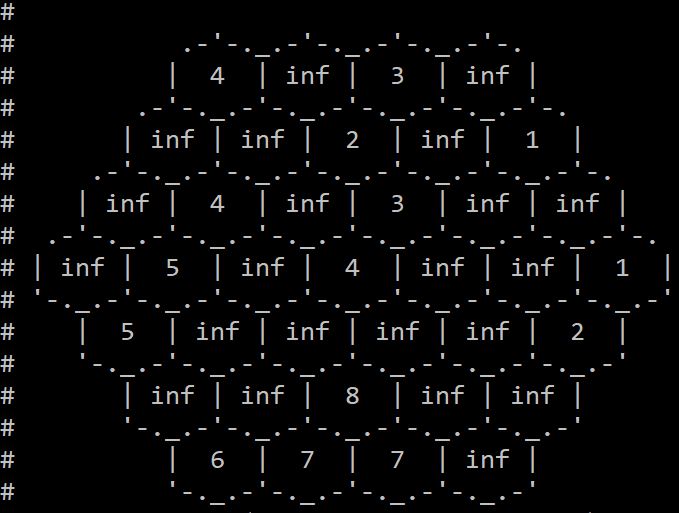 #
#            .-'-._.-'-._.-'-._.-'-.
#           |  4  | inf |  3  | inf |
#         .-'-._.-'-._.-'-._.-'-._.-'-.
#        | inf | inf |  2  | inf |  1  |
#      .-'-._.-'-._.-'-._.-'-._.-'-._.-'-.
#     | inf |  4  | inf |  3  | inf | inf |
#   .-'-._.-'-._.-'-._.-'-._.-'-._.-'-._.-'-.
#  | inf |  5  | inf |  4  | inf | inf |  1  |
#  '-._.-'-._.-'-._.-'-._.-'-._.-'-._.-'-._.-'
#     |  5  | inf | inf | inf | inf |  2  |
#     '-._.-'-._.-'-._.-'-._.-'-._.-'-._.-'
#        | inf | inf |  8  | inf | inf |
#        '-._.-'-._.-'-._.-'-._.-'-._.-'
#           |  6  |  7  |  7  | inf |
#           '-._.-'-._.-'-._.-'-._.-'